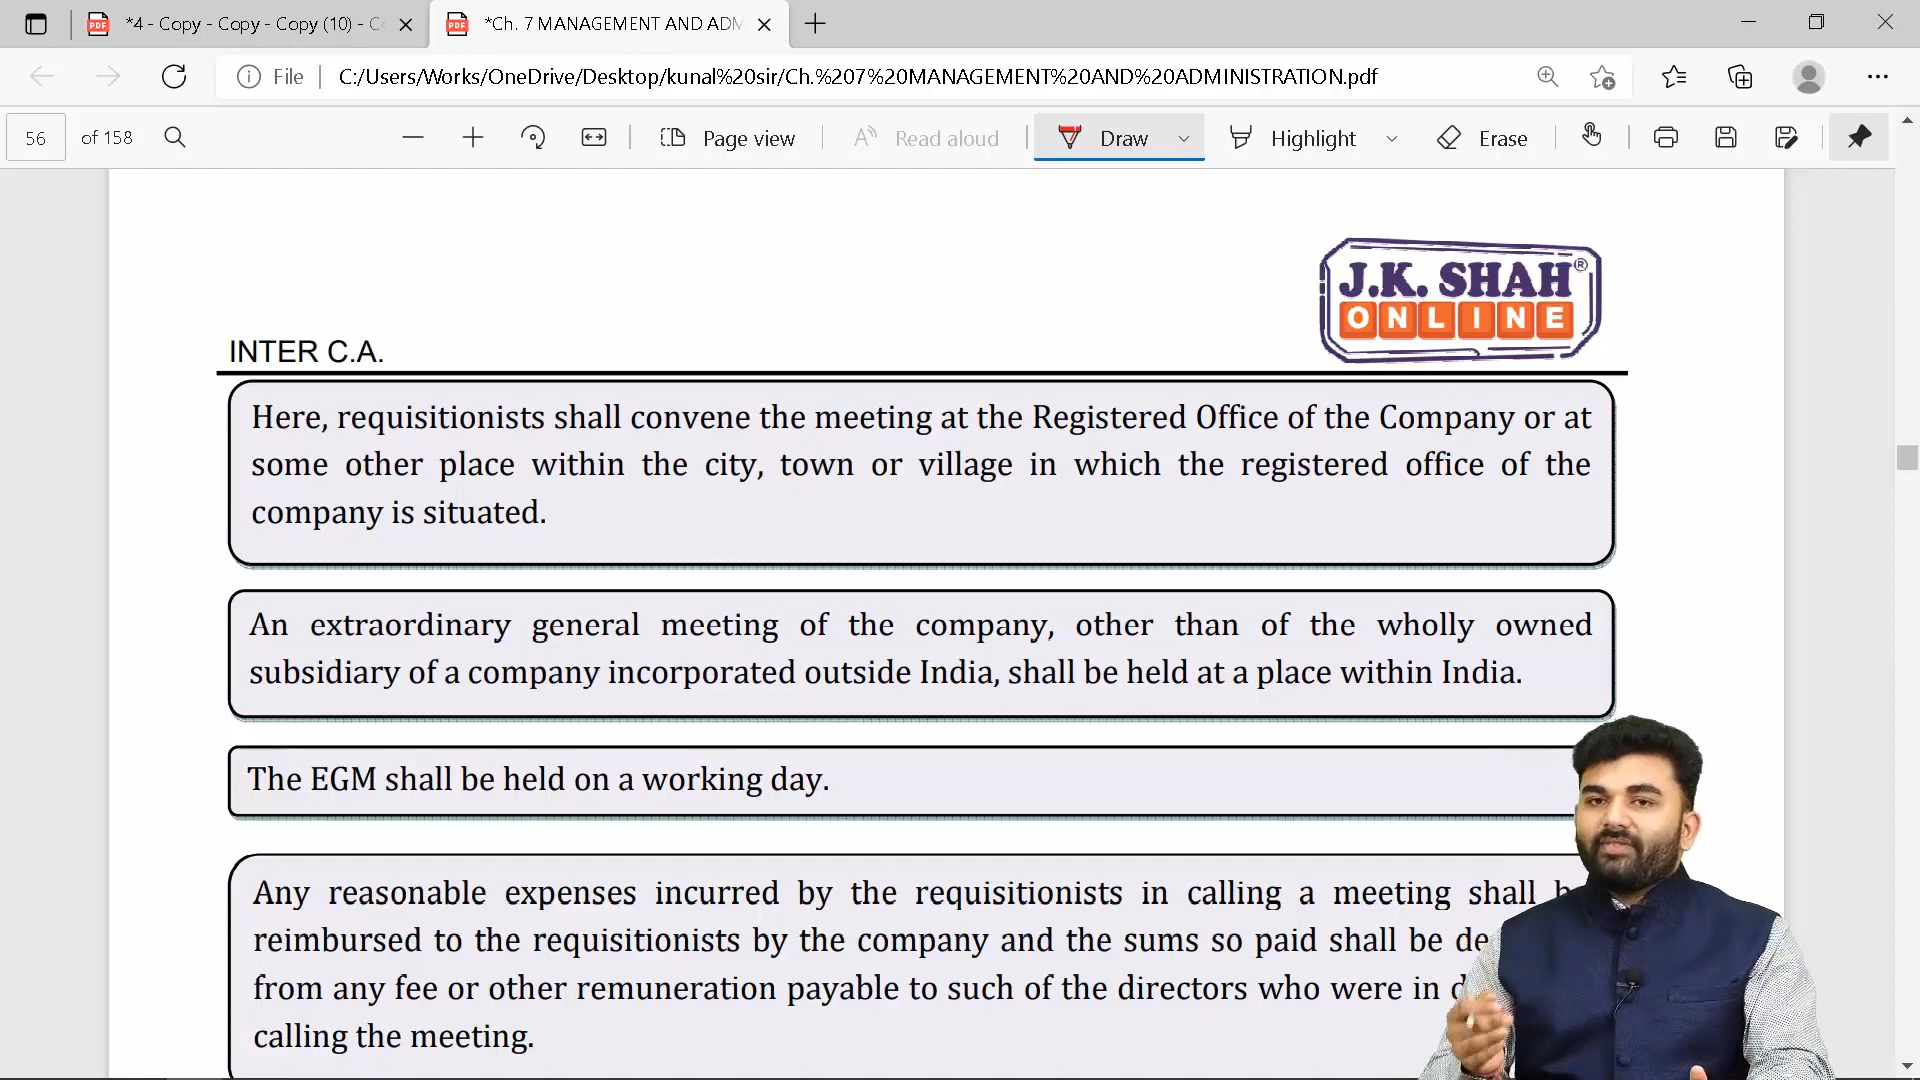 *4 - Copy - Copy - Copy (10) - C
*Ch. 7 MANAGEMENT AND ADM
File
C:/Users/Works/OneDrive/Desktop/kunal%20sir/Ch.%207%20MANAGEMENT%20AND%20ADMINISTRATION.pdf
56 of 158
Page view
Read aloud
Draw
Highlight
Erase
J.K. SHAH®
ONLINE
INTER C.A.
Here, requisitionists shall convene the meeting at the Registered Office of the Company or at
some other place within the city, town or village in which the registered office of the
company is situated.
An extraordinary general meeting of the company, other than of the wholly owned
subsidiary of a company incorporated outside India, shall be held at a place within India.
The EGM shall be held on a working day.
Any reasonable expenses incurred by the requisitionists in calling a meeting shall
reimbursed to the requisitionists by the company and the sums so paid shall be
from any fee or other remuneration payable to such of the directors who were in
calling the meeting.